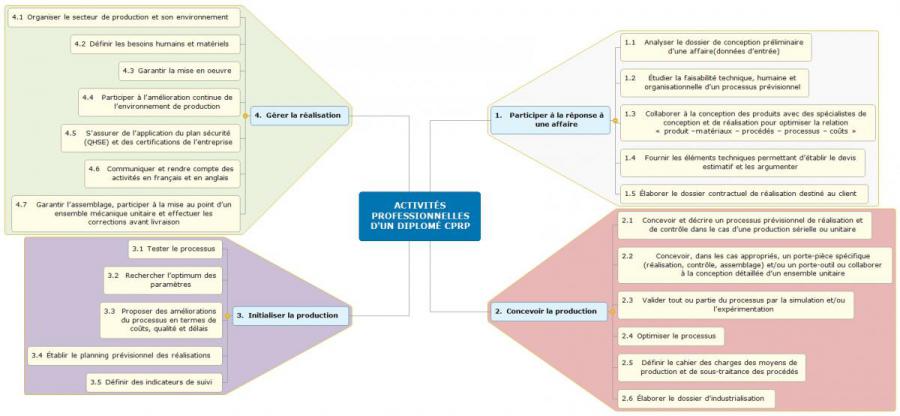 ACTIVITÉS
PROFESSIONNELLES
D'UN DIPLOMÉ CPRP
1. Participer à la réponse à
une affaire
1.1 Analyser le dossier de conception préliminaire
d'une affaire(données d'entrée)
1.2 Étudier la faisabilité technique, humaine et
organisationnelle d'un processus prévisionnel
1.3 Collaborer à la conception des produits avec des spécialistes de
conception et de réalisation pour optimiser la relation
« produit –matériaux – procédés – processus – coûts »
1.4 Fournir les éléments techniques permettant d'établir le devis
estimatif et les argumenter
1.5 Élaborer le dossier contractuel de réalisation destiné au client
2. Concevoir la production
2.1 Concevoir et décrire un processus prévisionnel de réalisation et
de contrôle dans le cas d'une production sérielle ou unitaire
2.2 Concevoir, dans les cas appropriés, un porte-pièce spécifique
(réalisation, contrôle, assemblage) et/ou un porte-outil ou collaborer
à la conception détaillée d'un ensemble unitaire
2.3 Valider tout ou partie du processus par la simulation et/ou
l'expérimentation
2.4 Optimiser le processus
2.5 Définir le cahier des charges des moyens de
production et de sous-traitance des procédés
2.6 Élaborer le dossier d'industrialisation
3. Initialiser la production
3.1 Tester le processus
3.2 Rechercher l'optimum des
paramètres
3.3 Proposer des améliorations
du processus en termes de
coûts, qualité et délais
3.4 Établir le planning prévisionnel des réalisations
3.5 Définir des indicateurs de suivi
4. Gérer la réalisation
4.1 Organiser le secteur de production et son environnement
4.2 Définir les besoins humains et matériels
4.3 Garantir la mise en oeuvre
4.4 Participer à l'amélioration continue de
l'environnement de production
4.5 S'assurer de l'application du plan sécurité
(QHSE) et des certifications de l'entreprise
4.6 Communiquer et rendre compte des
activités en français et en anglais
4.7 Garantir l'assemblage, participer à la mise au point d'un
ensemble mécanique unitaire et effectuer les
corrections avant livraison